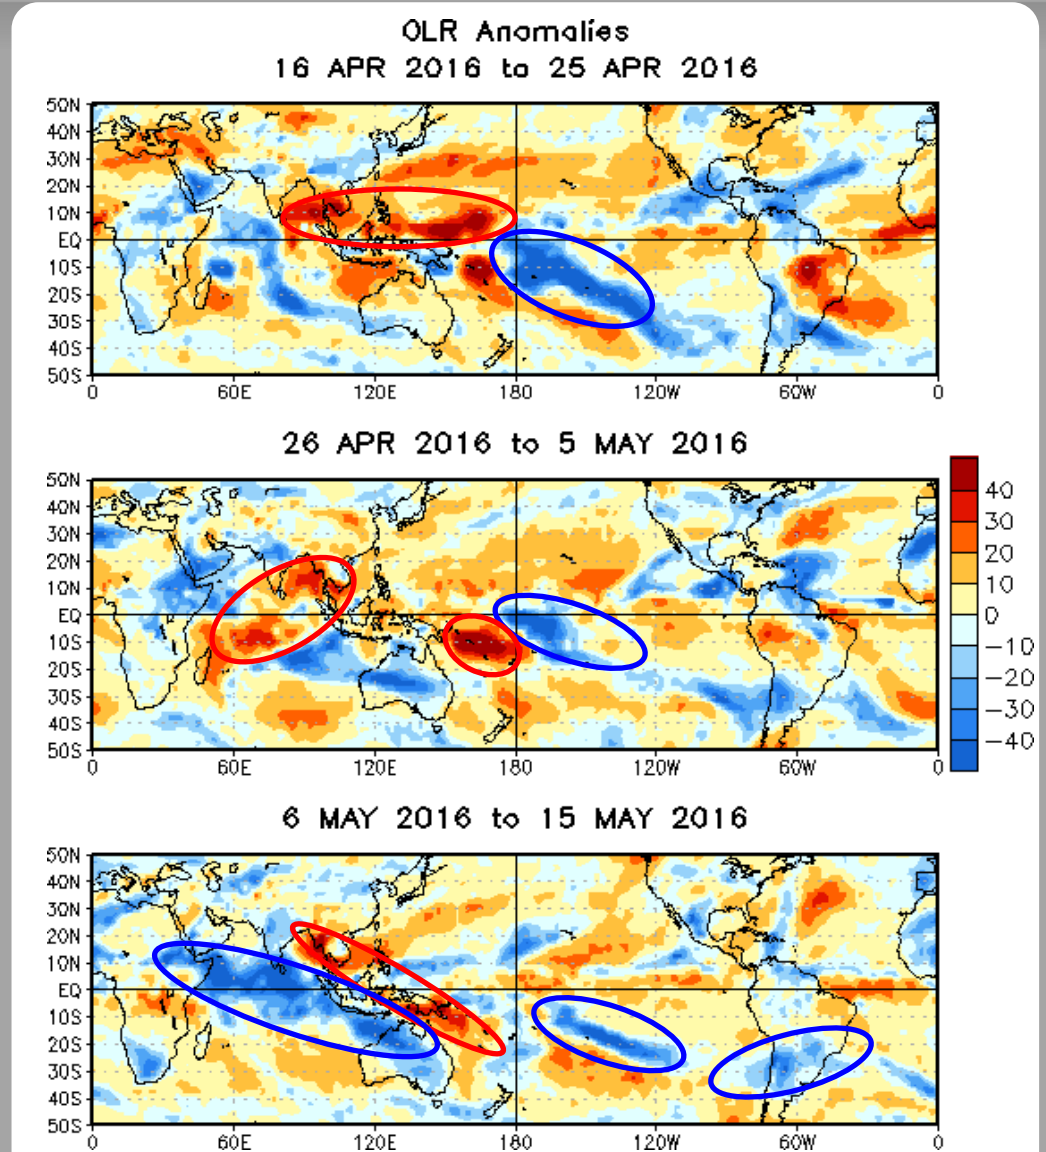 OLR Anomalies
16 APR 2016 to 25 APR 2016
50N
40N
30N
20N
10N
EQ
10S
20S
30S
40S
50S
0 60E 120E 180 120W 60W 0
26 APR 2016 to 5 MAY 2016
50N
40N
30N
20N
10N
EQ
10S
20S
30S
40S
50S
0 60E 120E 180 120W 60W 0
40
30
20
10
0
−10
−20
−30
−40
6 MAY 2016 to 15 MAY 2016
50N
40N
30N
20N
10N
EQ
10S
20S
30S
40S
50S
0 60E 120E 180 120W 60W 0